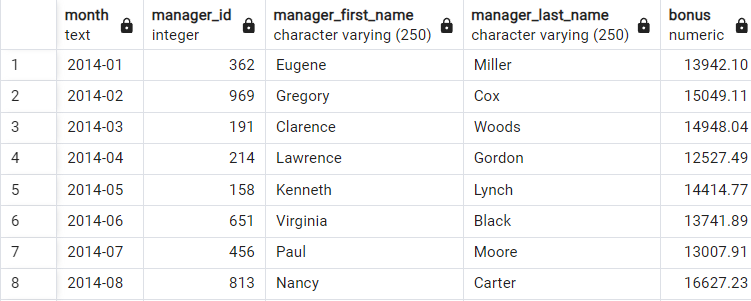 month manager_id manager_first_name manager_last_name bonus
text integer character varying (250) character varying (250) numeric
1 2014-01 362 Eugene Miller 13942.10
2 2014-02 969 Gregory Cox 15049.11
3 2014-03 191 Clarence Woods 14948.04
4 2014-04 214 Lawrence Gordon 12527.49
5 2014-05 158 Kenneth Lynch 14414.77
6 2014-06 651 Virginia Black 13741.89
7 2014-07 456 Paul Moore 13007.91
8 2014-08 813 Nancy Carter 16627.23